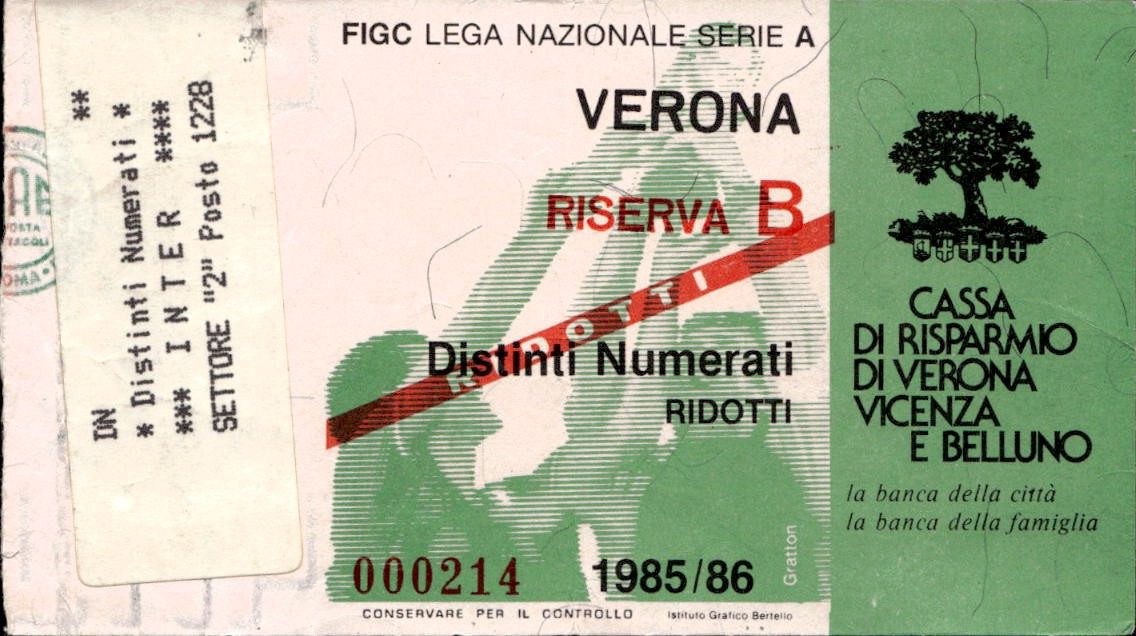 DN **
* Distinti Numerati *
*** I N T E R ****
SETTORE "2" Posto 1228
FIGC LEGA NAZIONALE SERIE A
VERONA
RISERVA B
RIDOTTI
Distinti Numerati
RIDOTTI
Gratton
000214
1985/86
CONSERVARE PER IL CONTROLLO
Istituto Grafico Bertello
CASSA
DI RISPARMIO
DI VERONA
VICENZA
E BELLUNO
la banca della città
la banca della famiglia